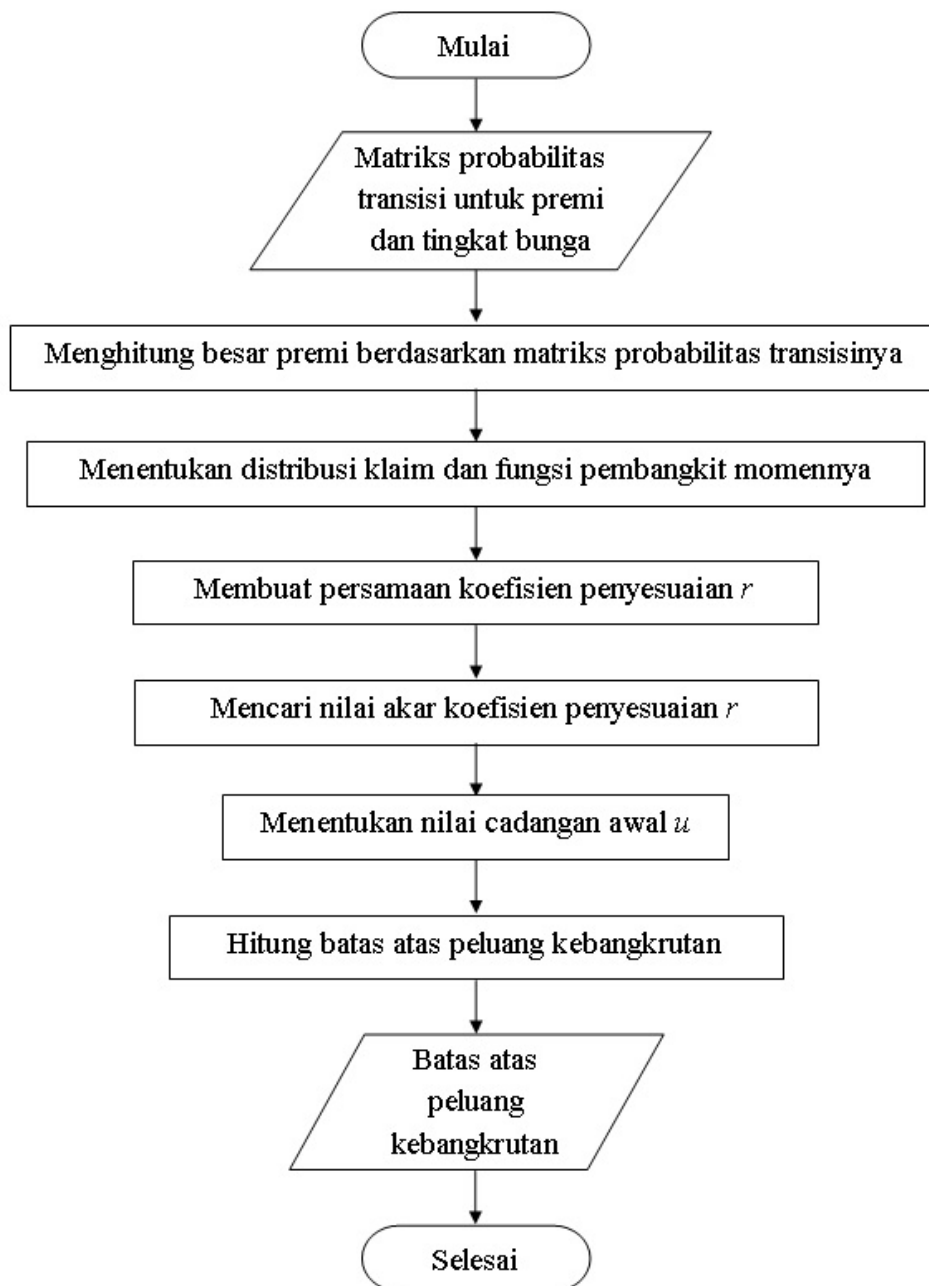 Mulai
Matriks probabilitas
transisi untuk premi
dan tingkat bunga
Menghitung besar premi berdasarkan matriks probabilitas transisinya
Menentukan distribusi klaim dan fungsi pembangkit momennya
Membuat persamaan koefisien penyesuaian r
Mencari nilai akar koefisien penyesuaian r
Menentukan nilai cadangan awal u
Hitung batas atas peluang kebangkrutan
Batas atas
peluang
kebangkrutan
Selesai